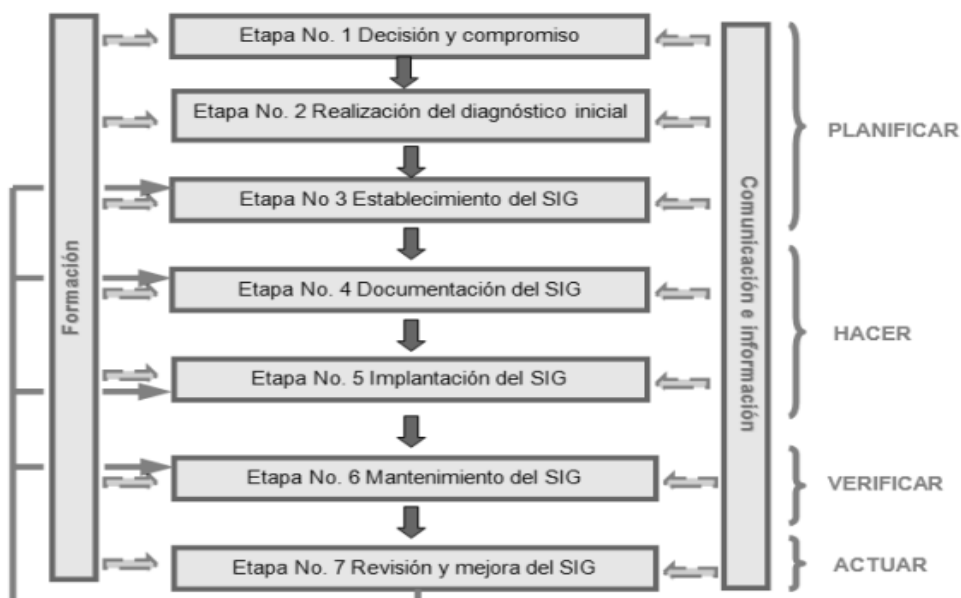 Etapa No. 1 Decisión y compromiso
Etapa No. 2 Realización del diagnóstico inicial
Etapa No 3 Establecimiento del SIG
Etapa No. 4 Documentación del SIG
Etapa No. 5 Implantación del SIG
Etapa No. 6 Mantenimiento del SIG
Etapa No. 7 Revisión y mejora del SIG
Formación
Comunicación e información
PLANIFICAR
HACER
VERIFICAR
ACTUAR